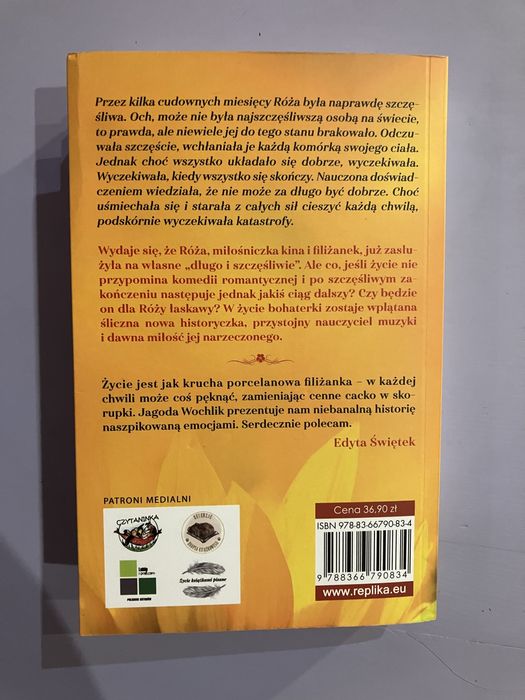 Przez kilka cudownych miesięcy Róża była naprawdę szczę-
śliwa. Och, może nie była najszczęśliwszą osobą na świecie,
to prawda, ale niewiele jej do tego stanu brakowało. Odczu-
wała szczęście, wchłaniała je każdą komórką swojego ciała.
Jednak choć wszystko układało się dobrze, wyczekiwała.
Wyczekiwała, kiedy wszystko się skończy. Nauczona doświad-
czeniem wiedziała, że nie może za długo być dobrze. Choć
uśmiechała się i starała z całych sił cieszyć każdą chwilą,
podskórnie wyczekiwała katastrofy.
Wydaje się, że Róża, miłośniczka kina i filiżanek, już zasłu-
żyła na własne „długo i szczęśliwie”. Ale co, jeśli życie nie
przypomina komedii romantycznej i po szczęśliwym za-
kończeniu następuje jednak jakiś ciąg dalszy? Czy będzie
on dla Róży łaskawy? W życie bohaterki zostaje wplątana
śliczna nowa historyczka, przystojny nauczyciel muzyki
i dawna miłość jej narzeczonego.
Życie jest jak krucha porcelanowa filiżanka – w każdej
chwili może coś pęknąć, zamieniając cenne cacko w sko-
rupki. Jagoda Wochlik prezentuje nam niebanalną historię
naszpikowaną emocjami. Serdecznie polecam.
Edyta Świętek
PATRONI MEDIALNI
CZYTANINKA
Życie książkami pisane
Cena 36,90 zł
ISBN 978-83-66790-83-4
9 788366 790834
www.replika.eu